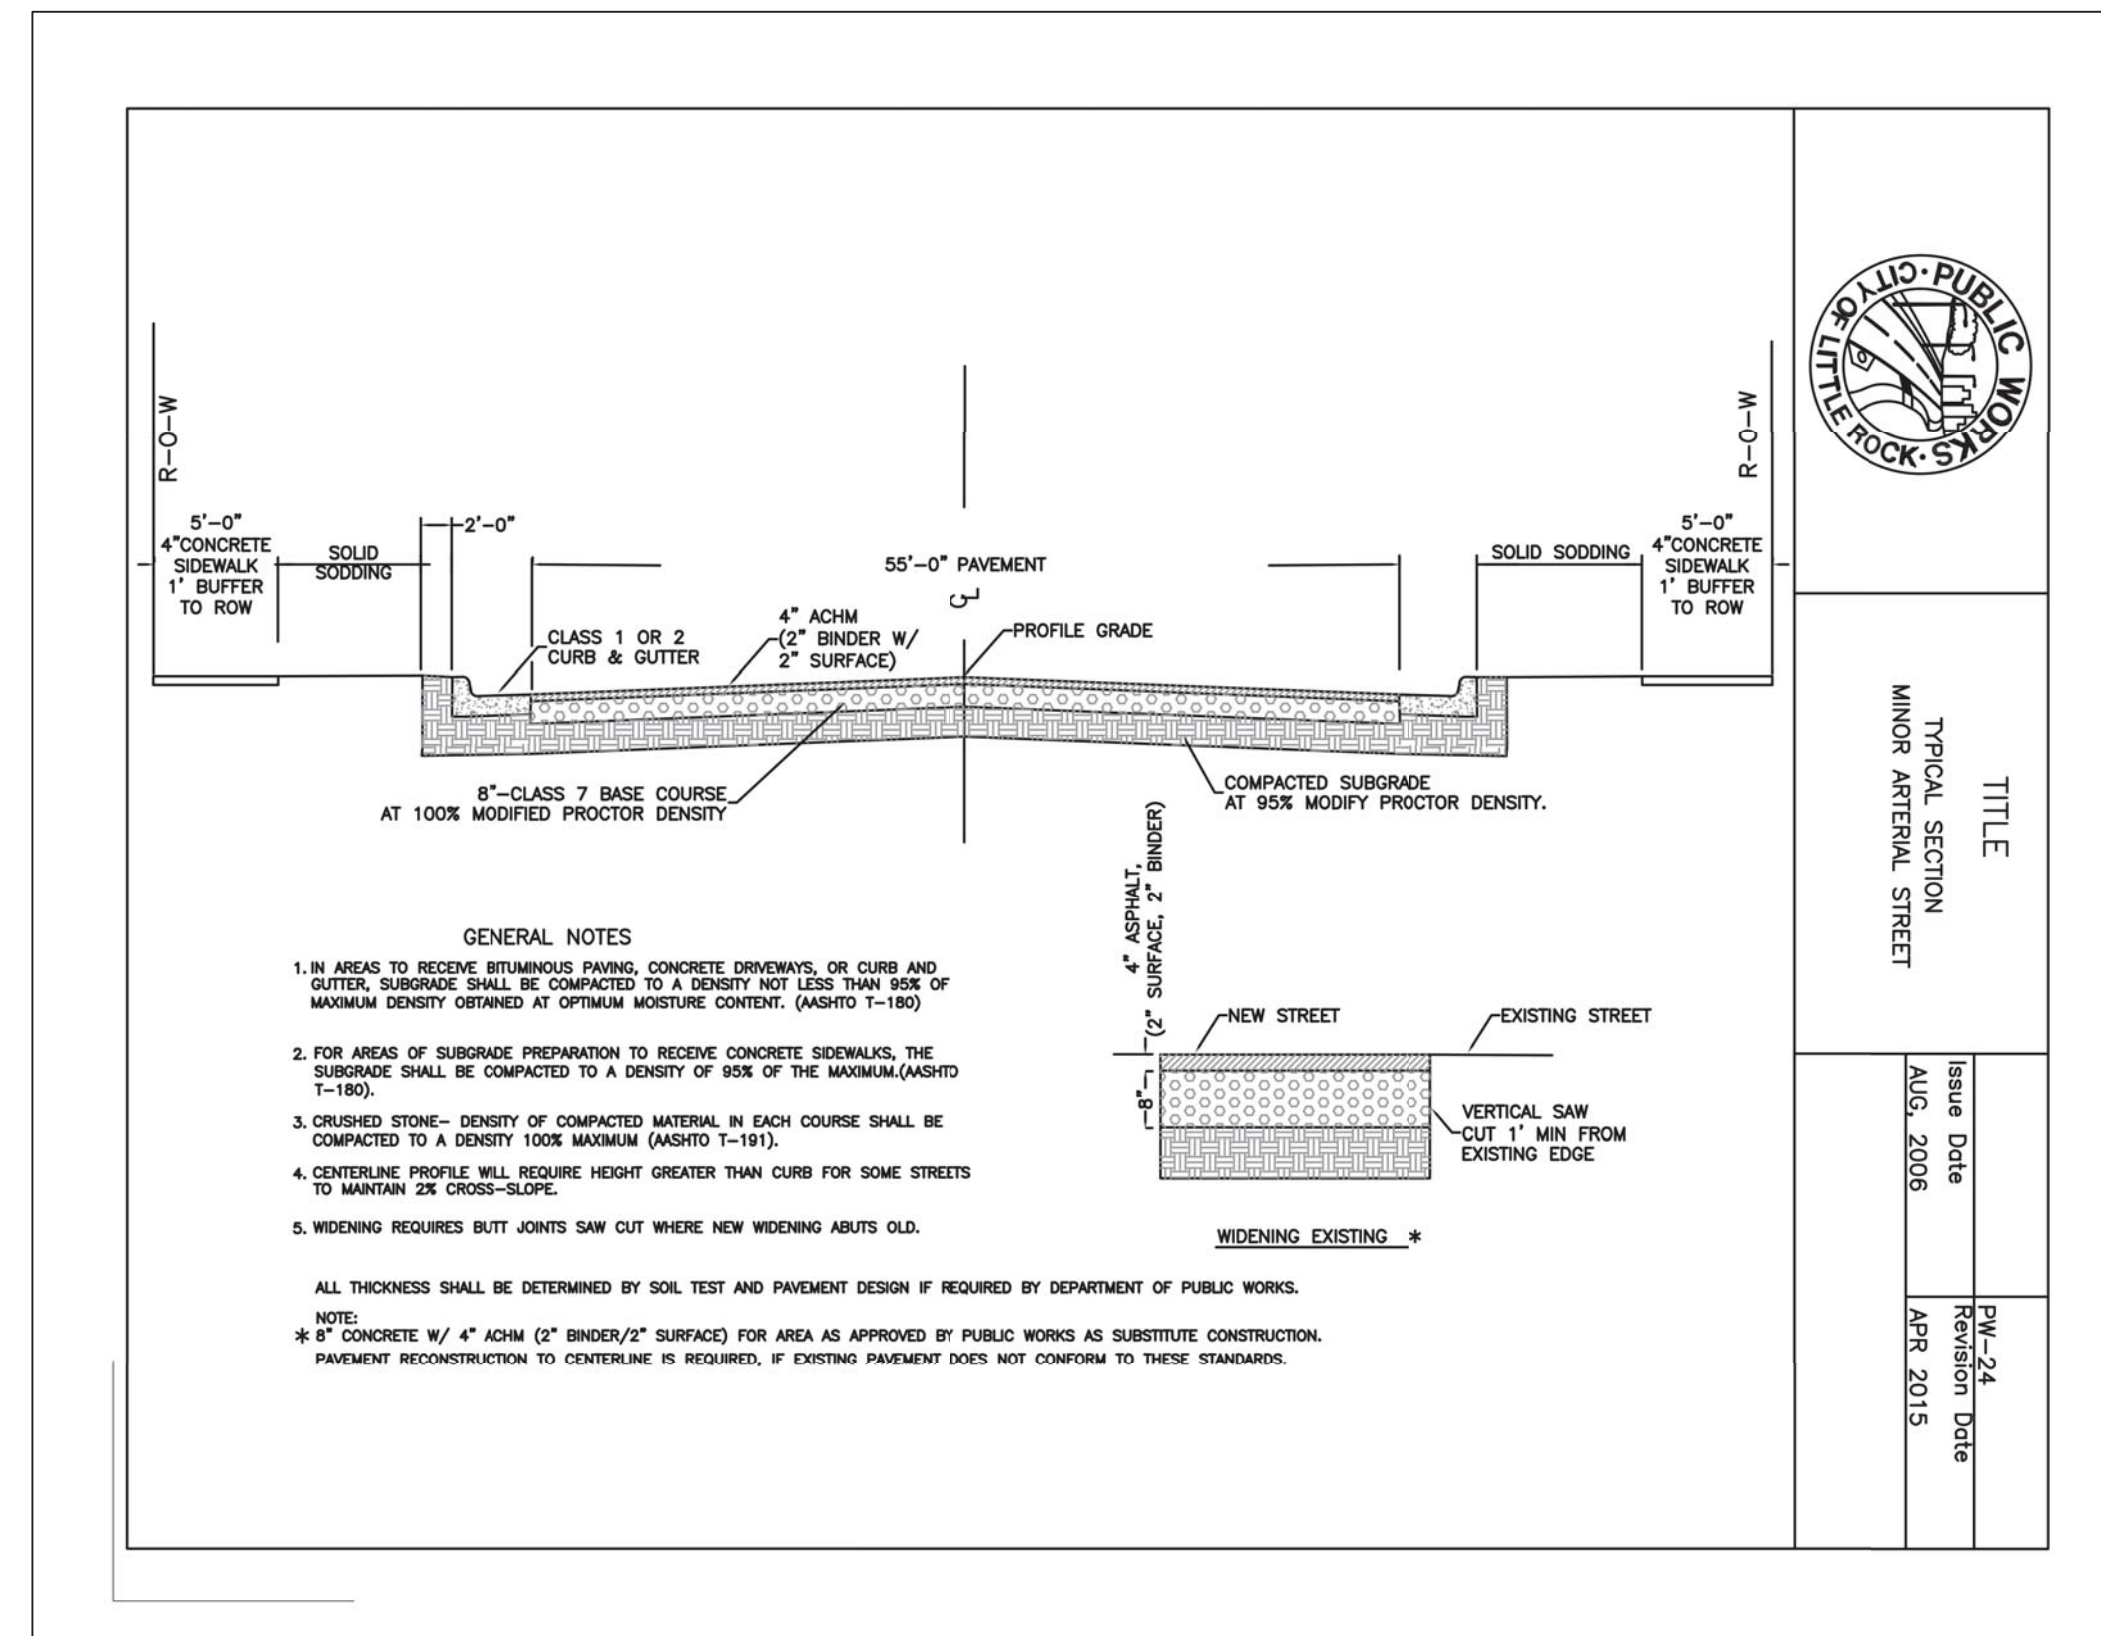 R-O-W
R-O-W
5'-0"
4"CONCRETE
SIDEWALK
1' BUFFER
TO ROW
SOLID
SODDING
2'-0"
55'-0" PAVEMENT
CL
SOLID SODDING
5'-0"
4"CONCRETE
SIDEWALK
1' BUFFER
TO ROW
CLASS 1 OR 2
CURB & GUTTER
4" ACHM
(2" BINDER W/
2" SURFACE)
PROFILE GRADE
8"-CLASS 7 BASE COURSE
AT 100% MODIFIED PROCTOR DENSITY
COMPACTED SUBGRADE
AT 95% MODIFY PROCTOR DENSITY.
GENERAL NOTES
1. IN AREAS TO RECEIVE BITUMINOUS PAVING, CONCRETE DRIVEWAYS, OR CURB AND
GUTTER, SUBGRADE SHALL BE COMPACTED TO A DENSITY NOT LESS THAN 95% OF
MAXIMUM DENSITY OBTAINED AT OPTIMUM MOISTURE CONTENT. (AASHTO T-180)
2. FOR AREAS OF SUBGRADE PREPARATION TO RECEIVE CONCRETE SIDEWALKS, THE
SUBGRADE SHALL BE COMPACTED TO A DENSITY OF 95% OF THE MAXIMUM.(AASHTO
T-180).
3. CRUSHED STONE- DENSITY OF COMPACTED MATERIAL IN EACH COURSE SHALL BE
COMPACTED TO A DENSITY 100% MAXIMUM (AASHTO T-191).
4. CENTERLINE PROFILE WILL REQUIRE HEIGHT GREATER THAN CURB FOR SOME STREETS
TO MAINTAIN 2% CROSS-SLOPE.
5. WIDENING REQUIRES BUTT JOINTS SAW CUT WHERE NEW WIDENING ABUTS OLD.
4" ASPHALT,
(2" SURFACE, 2" BINDER)
8"
NEW STREET
EXISTING STREET
VERTICAL SAW
CUT 1' MIN FROM
EXISTING EDGE
WIDENING EXISTING *
ALL THICKNESS SHALL BE DETERMINED BY SOIL TEST AND PAVEMENT DESIGN IF REQUIRED BY DEPARTMENT OF PUBLIC WORKS.
NOTE:
* 8" CONCRETE W/ 4" ACHM (2" BINDER/2" SURFACE) FOR AREA AS APPROVED BY PUBLIC WORKS AS SUBSTITUTE CONSTRUCTION.
PAVEMENT RECONSTRUCTION TO CENTERLINE IS REQUIRED, IF EXISTING PAVEMENT DOES NOT CONFORM TO THESE STANDARDS.
CITY OF LITTLE ROCK · PUBLIC WORKS ·
TITLE
TYPICAL SECTION
MINOR ARTERIAL STREET
Issue Date
AUG, 2006
PW-24
Revision Date
APR 2015